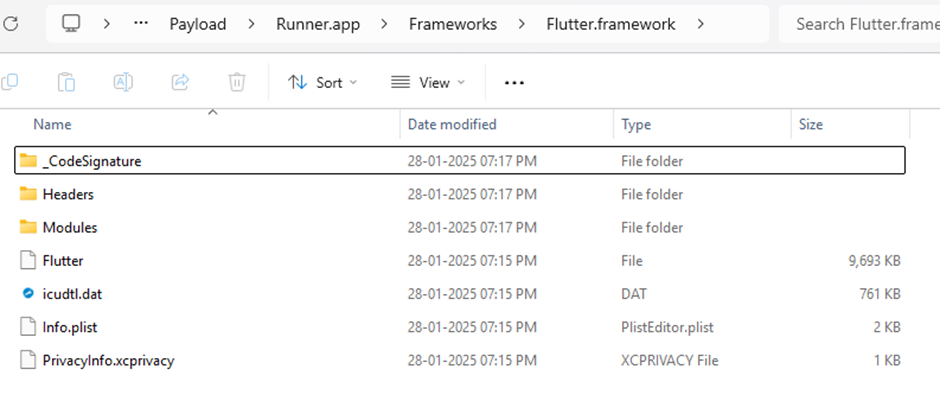 … Payload Runner.app Frameworks Flutter.framework Search Flutter.frame
Sort View
Name Date modified Type Size
_CodeSignature 28-01-2025 07:17 PM File folder
Headers 28-01-2025 07:17 PM File folder
Modules 28-01-2025 07:17 PM File folder
Flutter 28-01-2025 07:15 PM File 9,693 KB
icudtl.dat 28-01-2025 07:15 PM DAT 761 KB
Info.plist 28-01-2025 07:15 PM PlistEditor.plist 2 KB
PrivacyInfo.xcprivacy 28-01-2025 07:15 PM XCPRIVACY File 1 KB